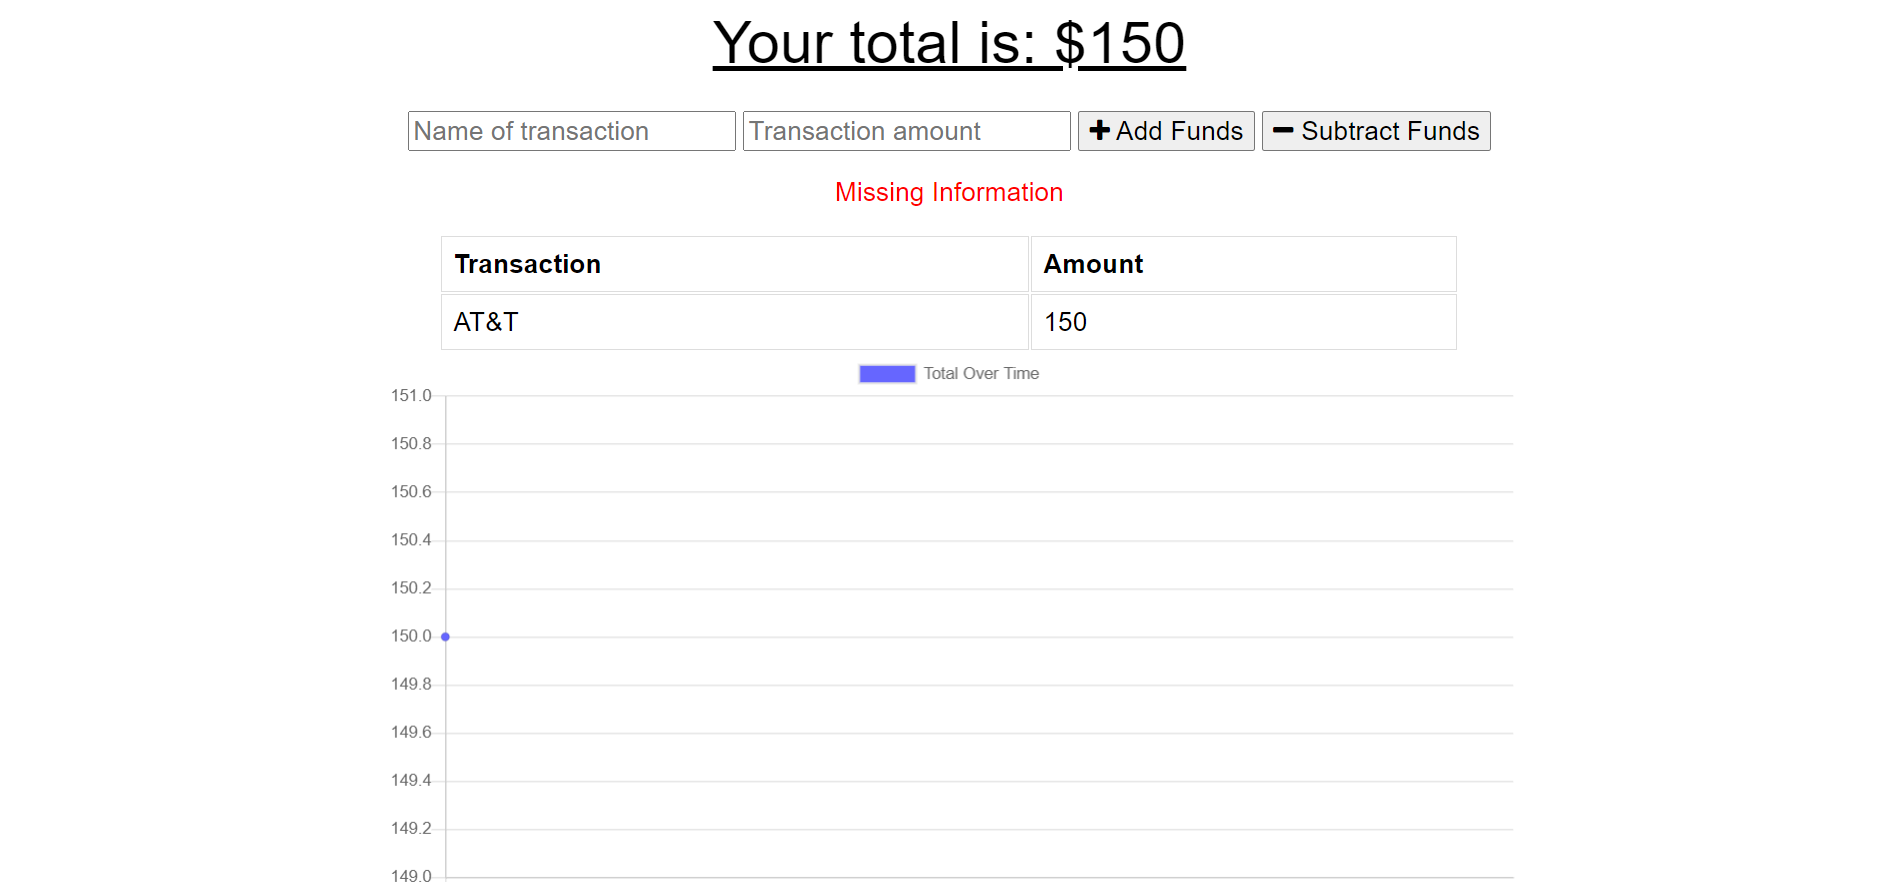 Your total is: $150
Name of transaction Transaction amount Add Funds Subtract Funds
Missing Information
Transaction Amount
AT&T 150
Total Over Time
151.0
150.8
150.6
150.4
150.2
150.0
149.8
149.6
149.4
149.2
149.0